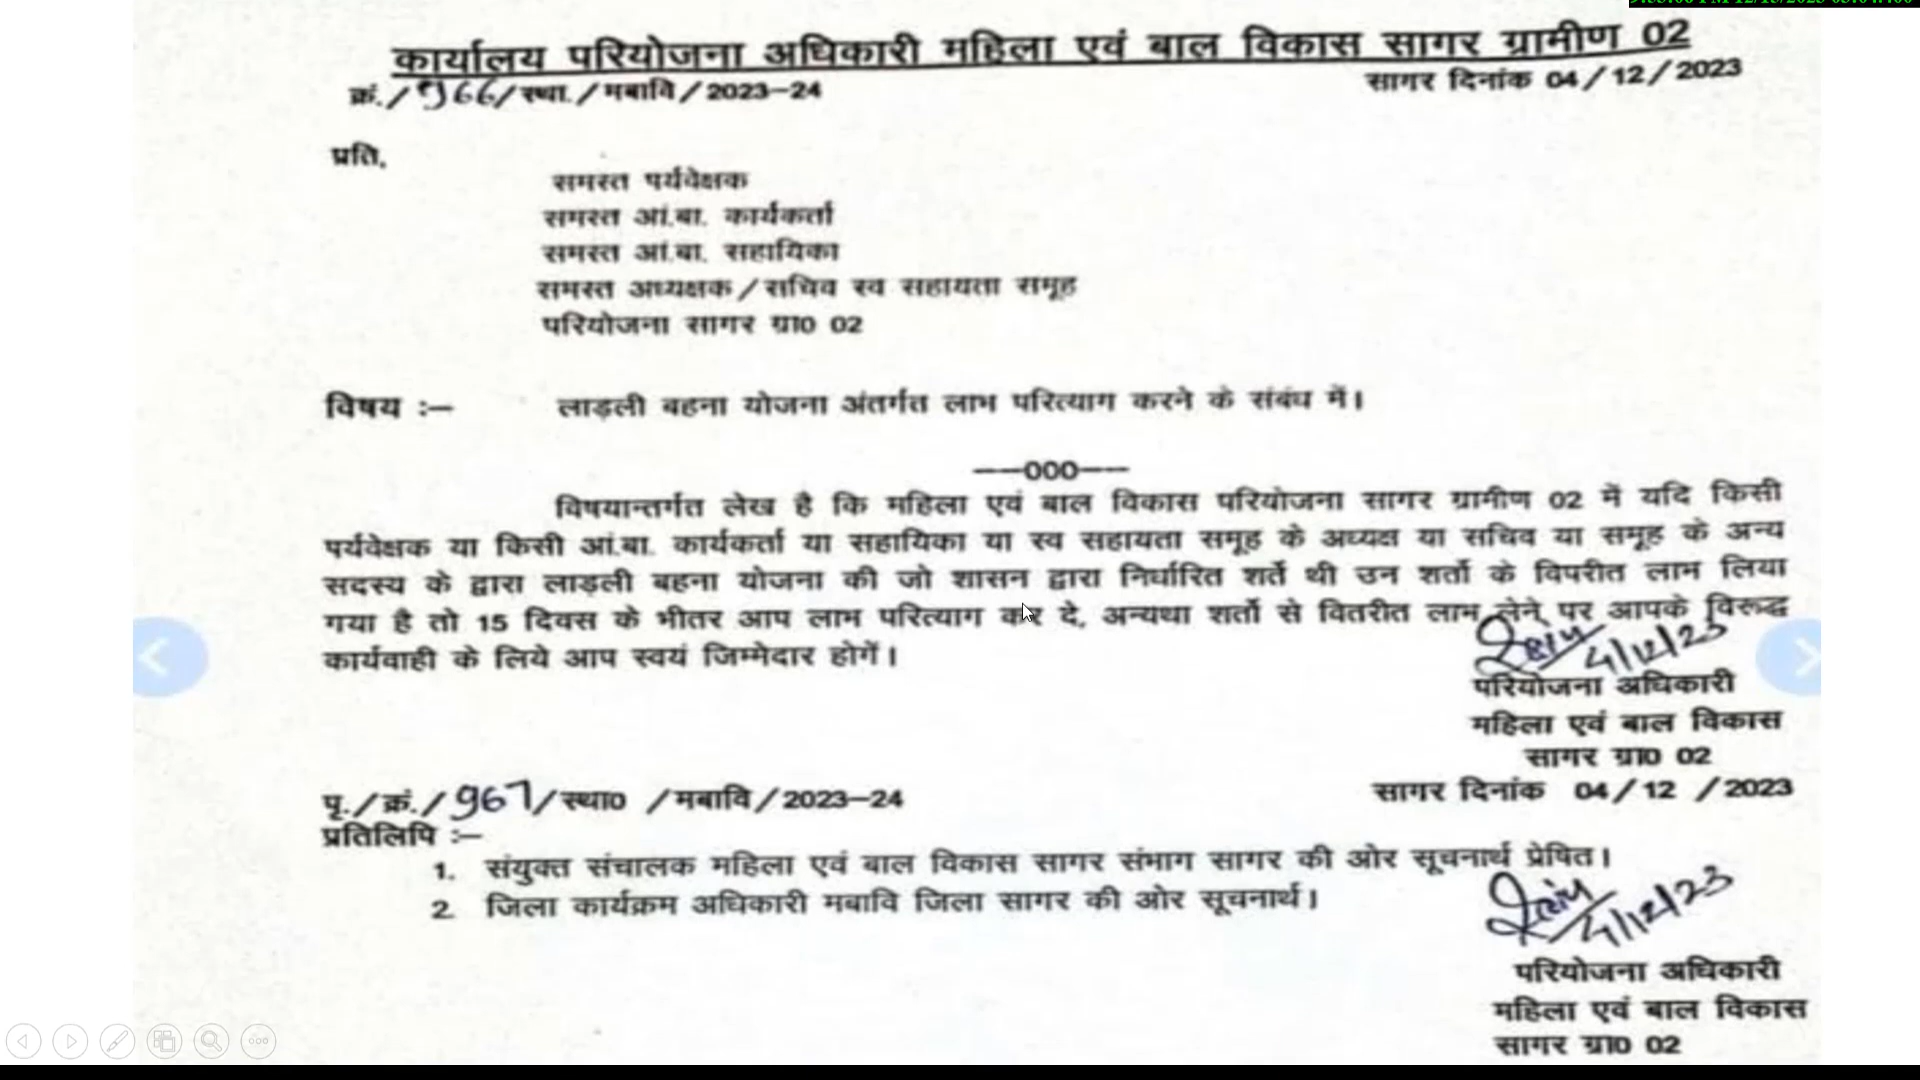 कार्यालय परियोजना अधिकारी महिला एवं बाल विकास सागर ग्रामीण 02
क्रं./966/स्था./मबावि/2023–24
सागर दिनांक 04/12/2023
प्रति,
समस्त पर्यवेक्षक
समस्त आं.बा. कार्यकर्ता
समस्त आं.बा. सहायिका
समस्त अध्यक्षक/सचिव स्व सहायता समूह
परियोजना सागर ग्रा0 02
विषय :– लाड़ली बहना योजना अंतर्गत लाभ परित्याग करने के संबंध में।
––000––
विषयान्तर्गत लेख है कि महिला एवं बाल विकास परियोजना सागर ग्रामीण 02 में यदि किसी
पर्यवेक्षक या किसी आं.बा. कार्यकर्ता या सहायिका या स्व सहायता समूह के अध्यक्ष या सचिव या समूह के अन्य
सदस्य के द्वारा लाड़ली बहना योजना की जो शासन द्वारा निर्धारित शर्ते थी उन शर्तो के विपरीत लाभ लिया
गया है तो 15 दिवस के भीतर आप लाभ परित्याग कर दे, अन्यथा शर्तो से वितरीत लाभ लेने पर आपके विरूद्ध
कार्यवाही के लिये आप स्वयं जिम्मेदार होगें।
4/12/23
परियोजना अधिकारी
महिला एवं बाल विकास
सागर ग्रा0 02
पृ./क्रं./967/स्था0 /मबावि/2023–24
सागर दिनांक 04/12 /2023
प्रतिलिपि :–
1. संयुक्त संचालक महिला एवं बाल विकास सागर संभाग सागर की ओर सूचनार्थ प्रेषित।
2. जिला कार्यक्रम अधिकारी मबावि जिला सागर की ओर सूचनार्थ।
4/12/23
परियोजना अधिकारी
महिला एवं बाल विकास
सागर ग्रा0 02